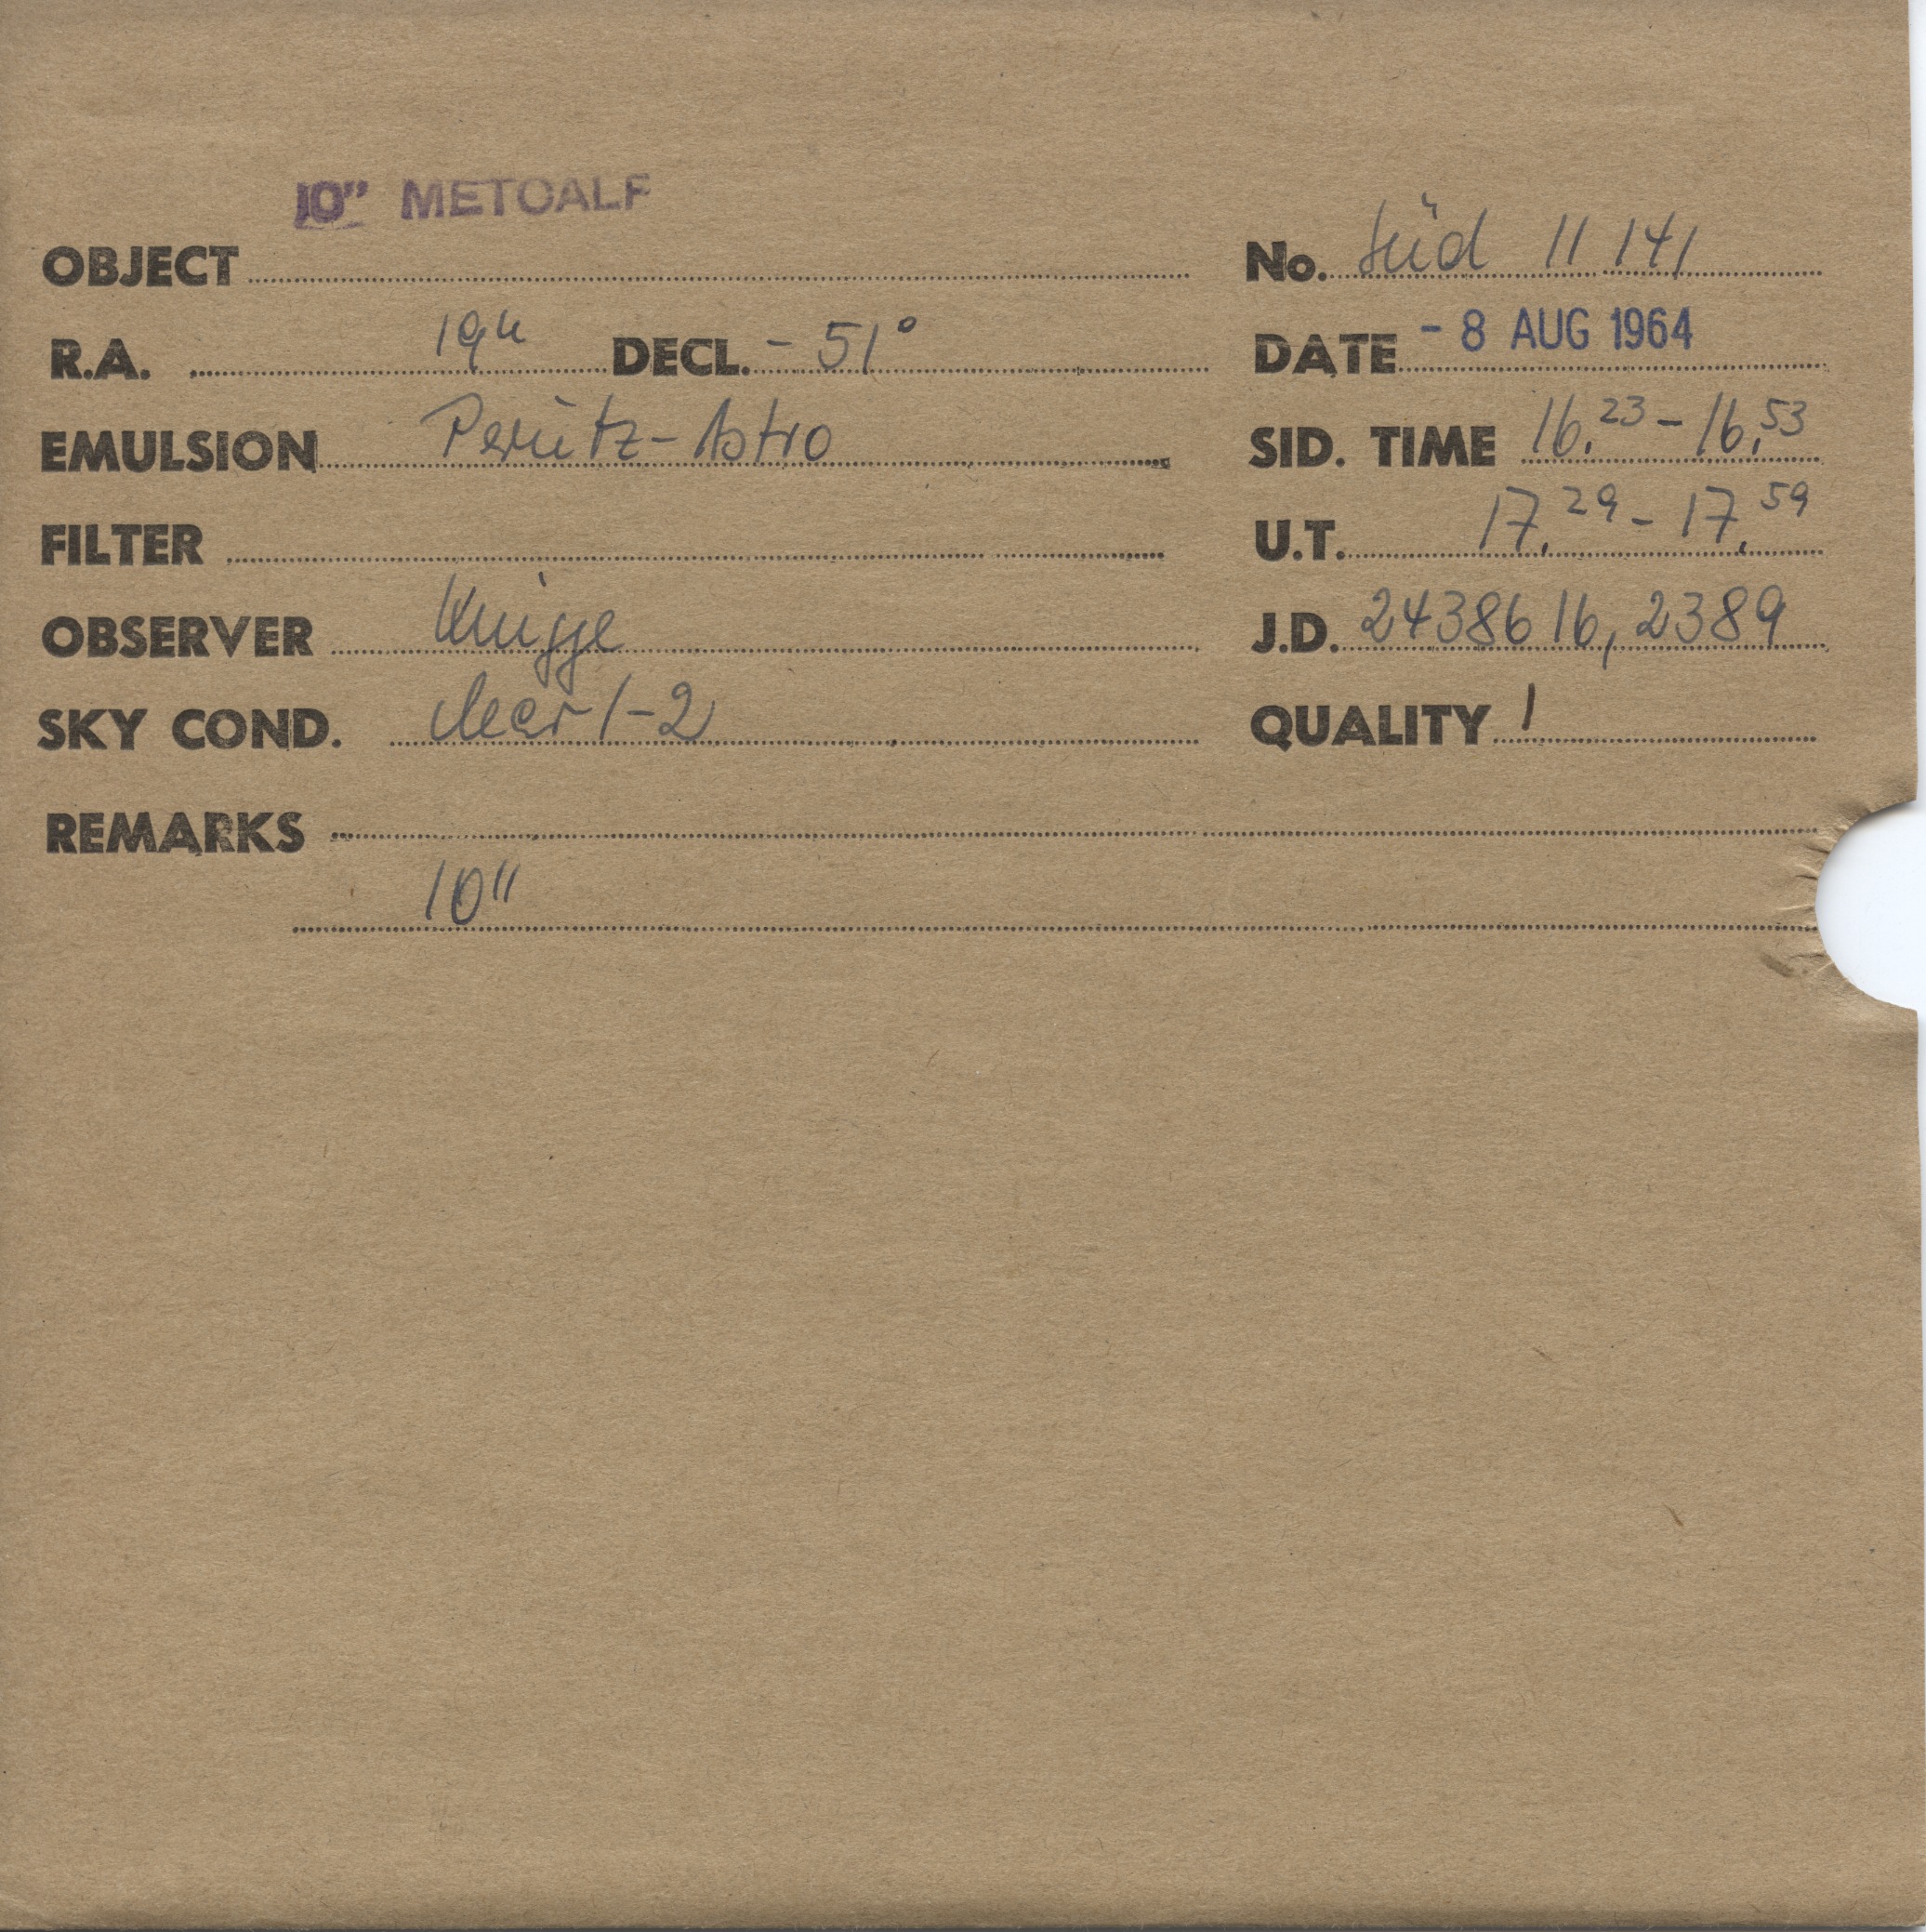 10" METCALF
OBJECT No. Süd 11 141
R.A. 19h DECL. - 51° DATE - 8 AUG 1964
EMULSION Perutz-Astro SID. TIME 16.23 - 16.53
FILTER U.T. 17.29 - 17.59
OBSERVER Knigge J.D. 2438616,2389
SKY COND. clear 1-2 QUALITY 1
REMARKS
10"